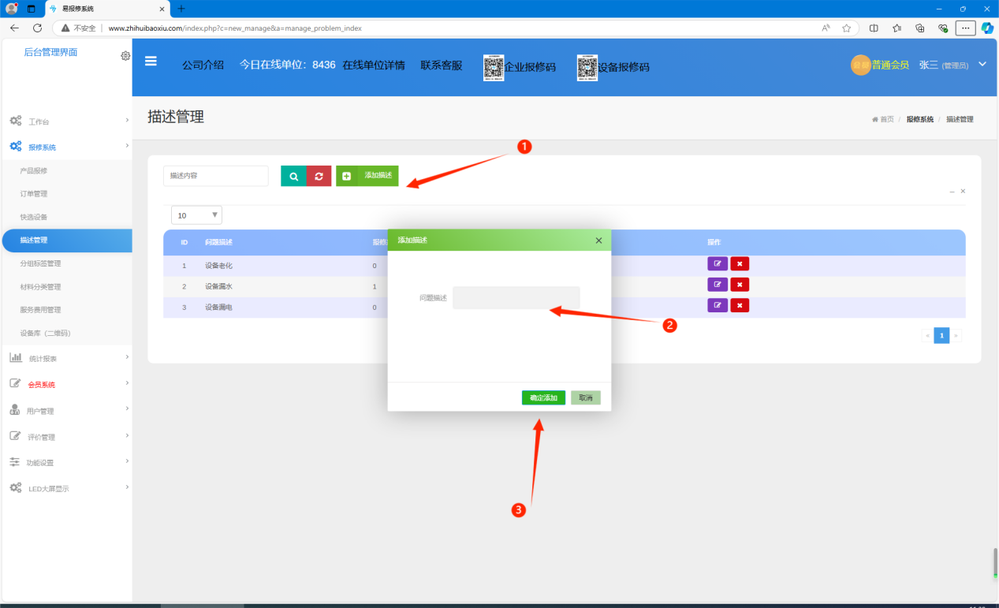 易报修系统
不安全 www.zhihuibaoxiu.com/index.php?c=new_manage&a=manage_problem_index
后台管理界面
公司介绍 今日在线单位：8436 在线单位详情 联系客服 企业报修码 设备报修码
普通会员 张三 (管理员)
描述管理
首页 / 报修系统 / 描述管理
工作台
报修系统
产品报修
订单管理
快选设备
描述管理
分组标签管理
材料分类管理
服务费用管理
设备库（二维码）
统计报表
会员系统
用户管理
评价管理
功能设置
LED大屏显示
描述内容 添加描述
1
10
ID 问题描述 报修 操作
1 设备老化 0
2 设备漏水 1
3 设备漏电 0
« 1 »
添加描述
问题描述
2
确定添加 取消
3